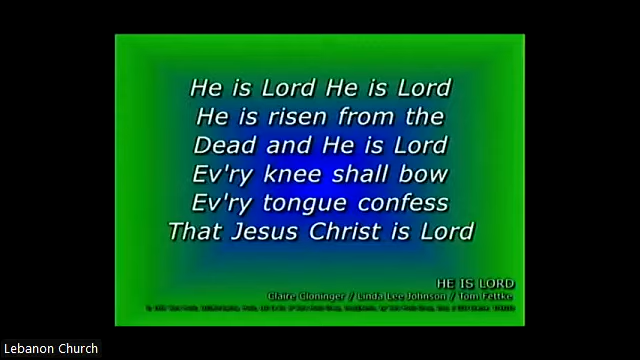 He is Lord He is Lord
He is risen from the
Dead and He is Lord
Ev'ry knee shall bow
Ev'ry tongue confess
That Jesus Christ is Lord
HE IS LORD
Claire Cloninger / Linda Lee Johnson / Tom Fettke
Lebanon Church